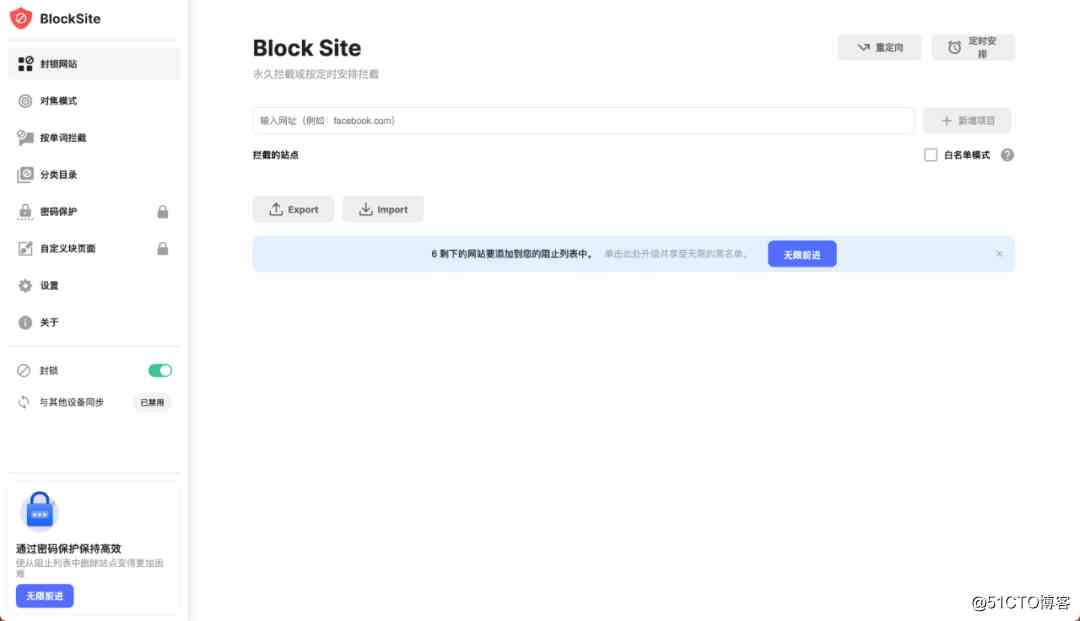 BlockSite
封锁网站
对焦模式
按单词拦截
分类目录
密码保护
自定义块页面
设置
关于
封锁
与其他设备同步
已禁用
通过密码保护保持高效
使从阻止列表中删除站点变得更加困
难
无限前进
Block Site
永久拦截或按定时安排拦截
重定向
定时安
排
输入网址（例如：facebook.com）
新增项目
拦截的站点
白名单模式
?
Export
Import
6 剩下的网站要添加到您的阻止列表中。 单击此处升级共享受无限的黑名单。
无限前进
@51CTO博客